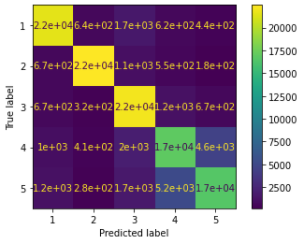 1 2.2e+04 6.4e+02 1.7e+03 6.2e+02 4.4e+02
2 6.7e+02 2.2e+04 1.1e+03 5.5e+02 1.8e+02
3 6.7e+02 3.2e+02 2.2e+04 1.2e+03 6.7e+02
4 1e+03 4.1e+02 2e+03 1.7e+04 4.6e+03
5 1.2e+03 2.8e+02 1.7e+03 5.2e+03 1.7e+04
1 2 3 4 5
True label
Predicted label
20000
17500
15000
12500
10000
7500
5000
2500